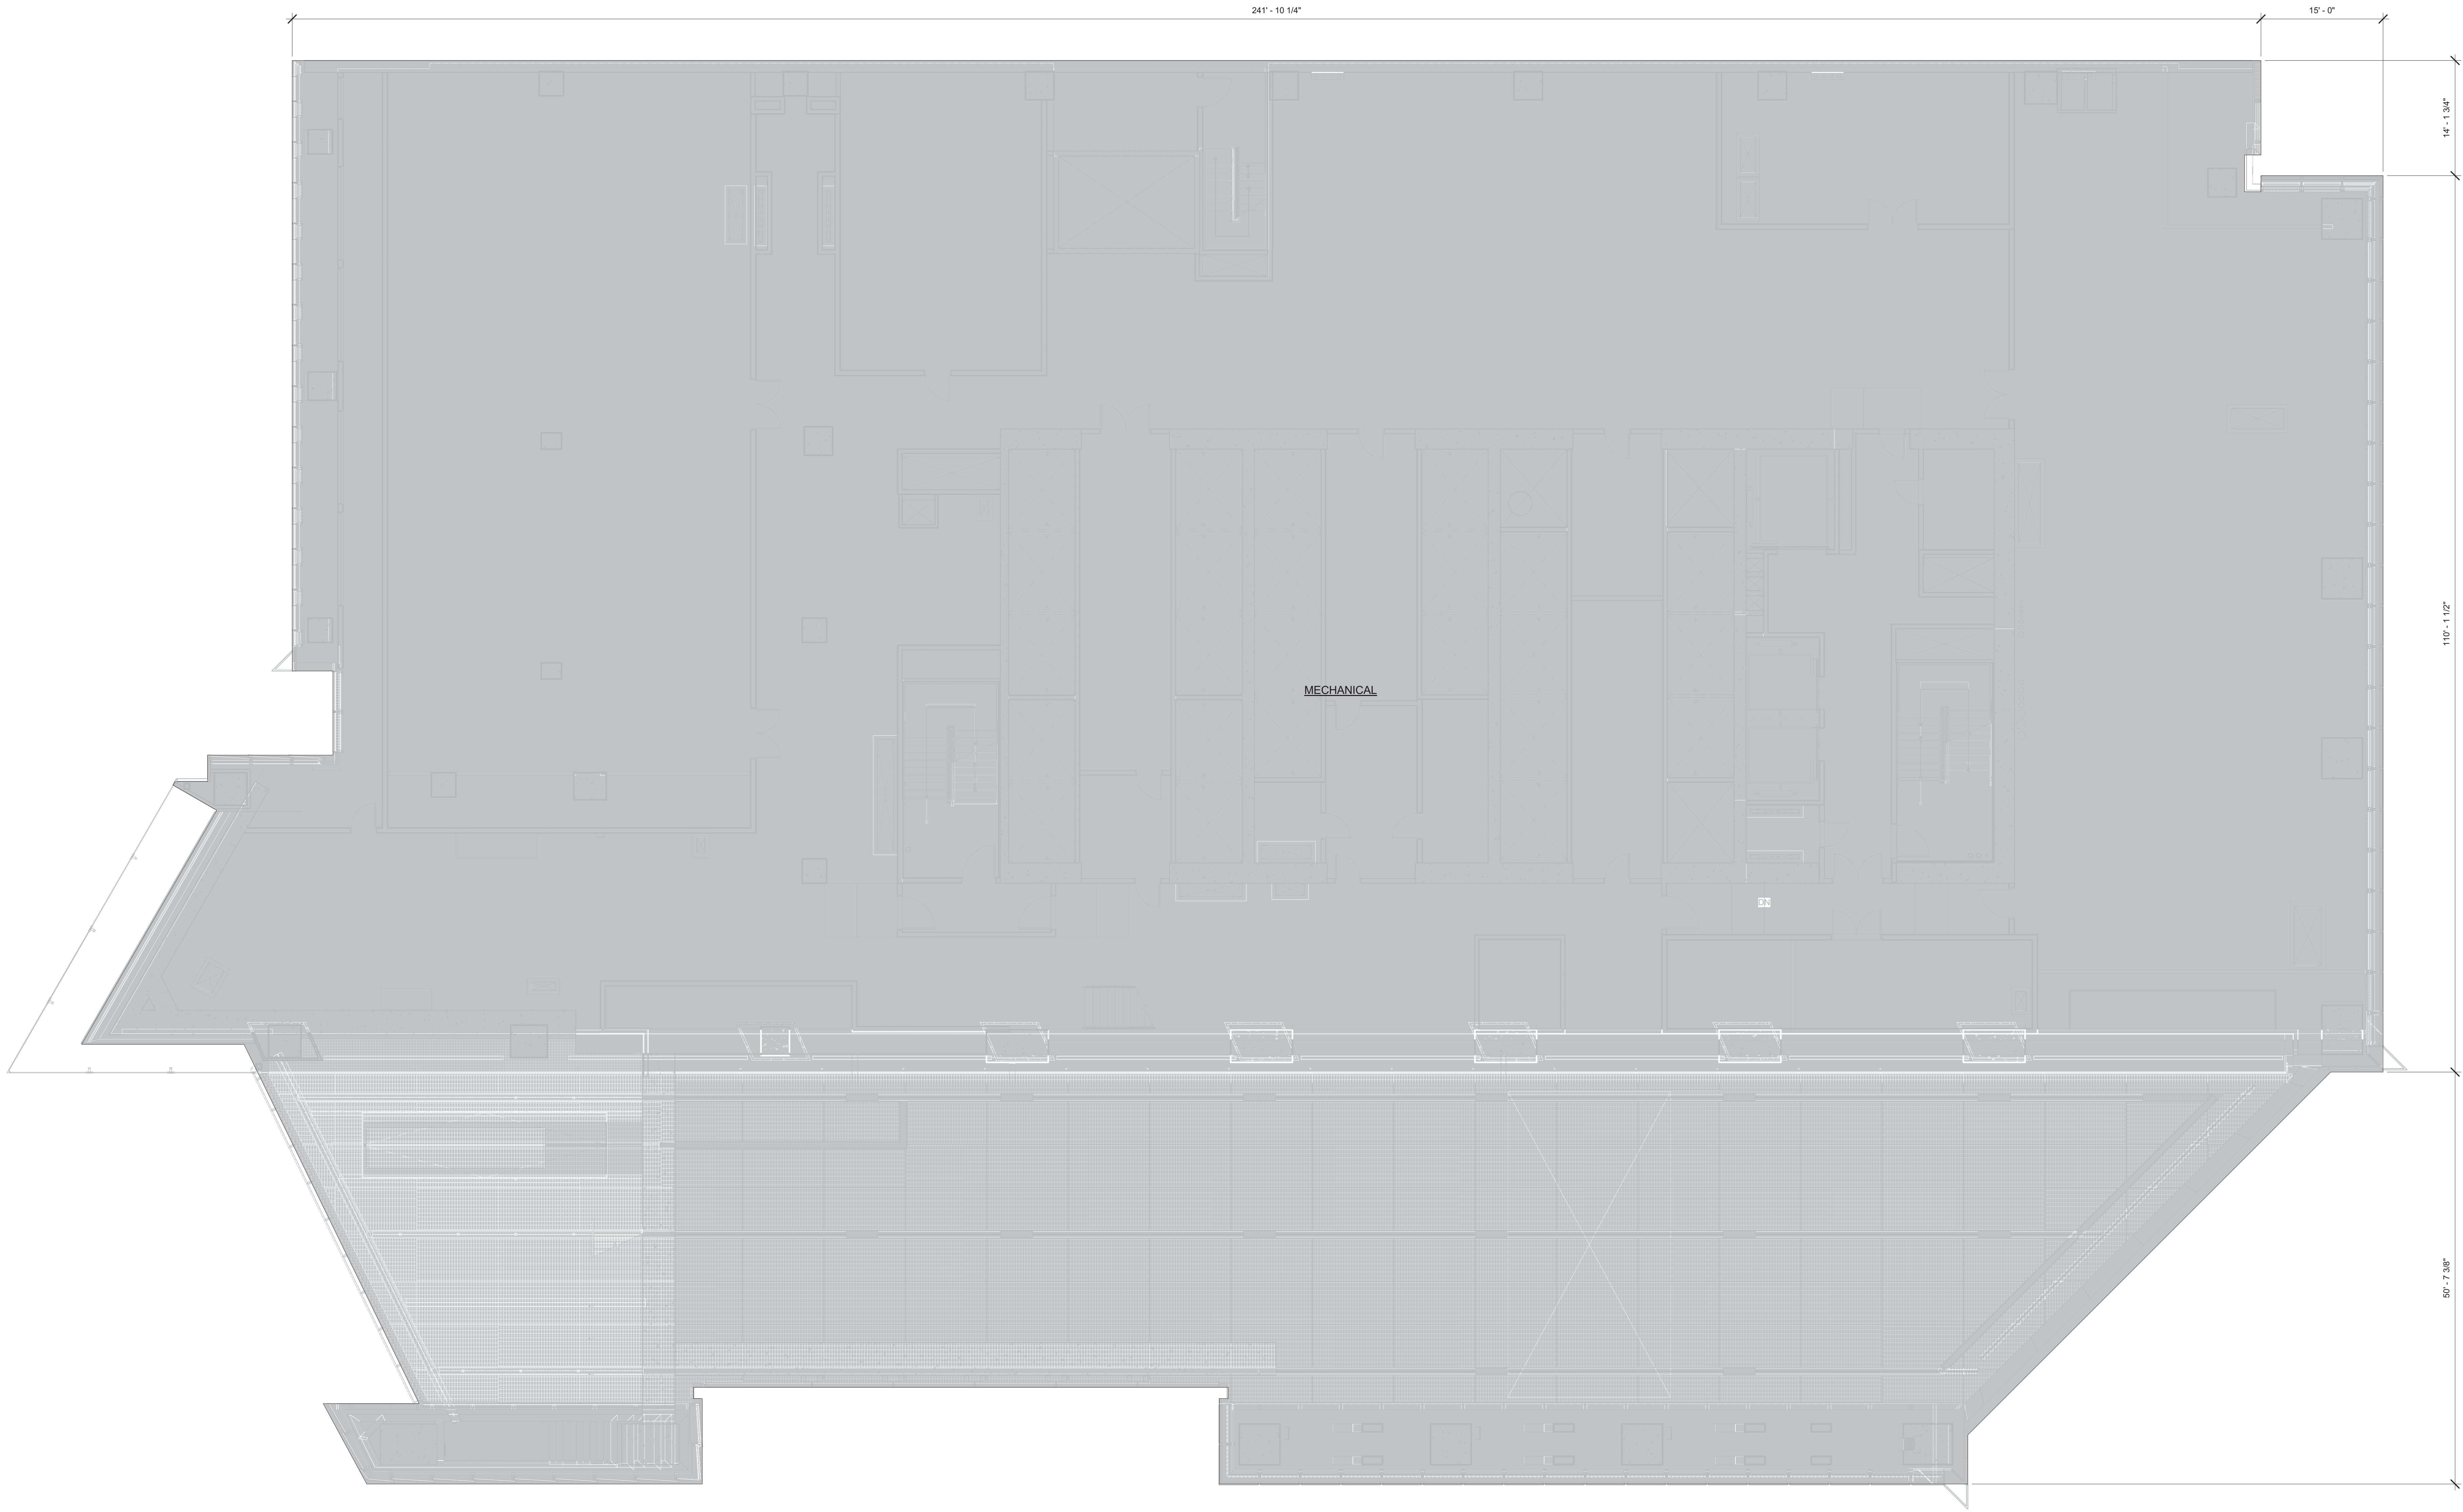 241' - 10 1/4"
15' - 0"
14' - 1 3/4"
110' - 1 1/2"
MECHANICAL
DN
50' - 7 3/8"